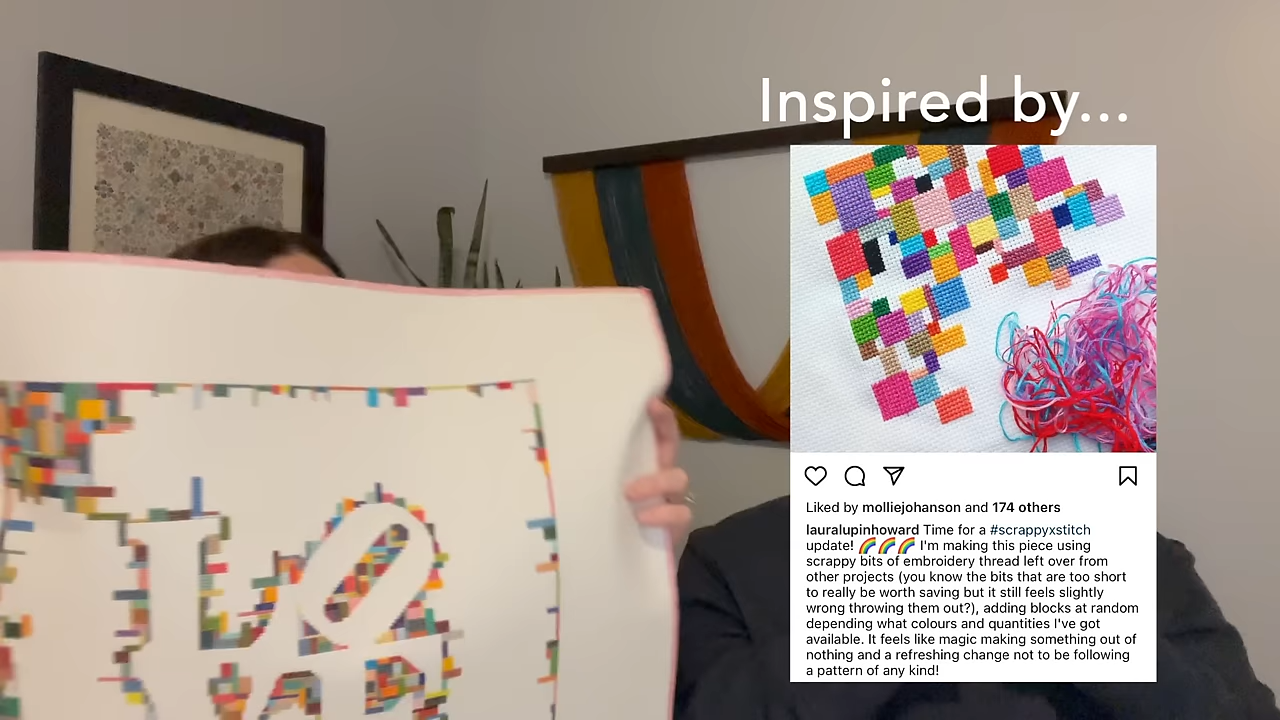 Inspired by...
Liked by molliejohanson and 174 others
lauralupinhoward Time for a #scrappyxstitch
update! 🌈🌈🌈 I'm making this piece using
scrappy bits of embroidery thread left over from
other projects (you know the bits that are too short
to really be worth saving but it still feels slightly
wrong throwing them out?), adding blocks at random
depending what colours and quantities I've got
available. It feels like magic making something out of
nothing and a refreshing change not to be following
a pattern of any kind!